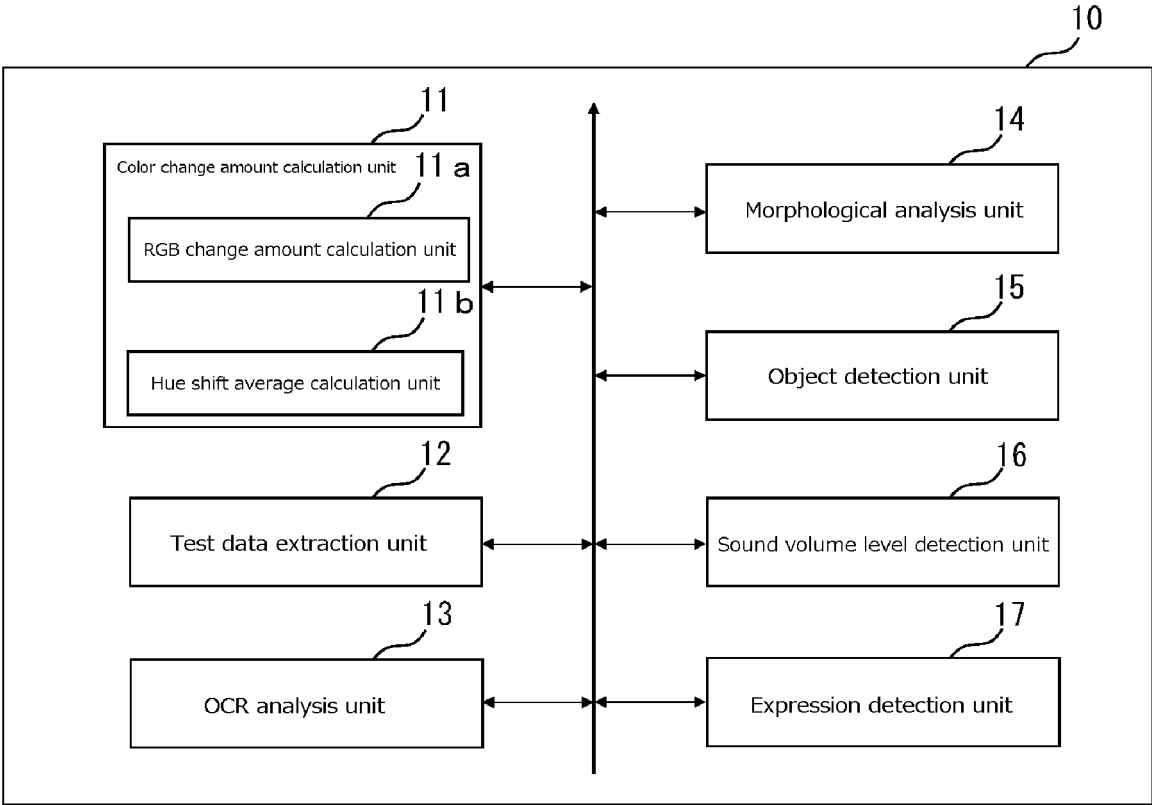 10
11
Color change amount calculation unit
11a
RGB change amount calculation unit
11b
Hue shift average calculation unit
12
Test data extraction unit
13
OCR analysis unit
14
Morphological analysis unit
15
Object detection unit
16
Sound volume level detection unit
17
Expression detection unit